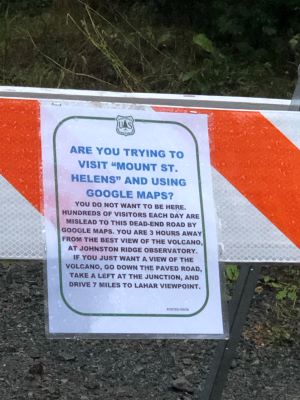 UAS
ARE YOU TRYING TO
VISIT “MOUNT ST.
HELENS” AND USING
GOOGLE MAPS?
YOU DO NOT WANT TO BE HERE.
HUNDREDS OF VISITORS EACH DAY ARE
MISLEAD TO THIS DEAD-END ROAD BY
GOOGLE MAPS. YOU ARE 3 HOURS AWAY
FROM THE BEST VIEW OF THE VOLCANO,
AT JOHNSTON RIDGE OBSERVATORY.
IF YOU JUST WANT A VIEW OF THE
VOLCANO, GO DOWN THE PAVED ROAD,
TAKE A LEFT AT THE JUNCTION, AND
DRIVE 7 MILES TO LAHAR VIEWPOINT.